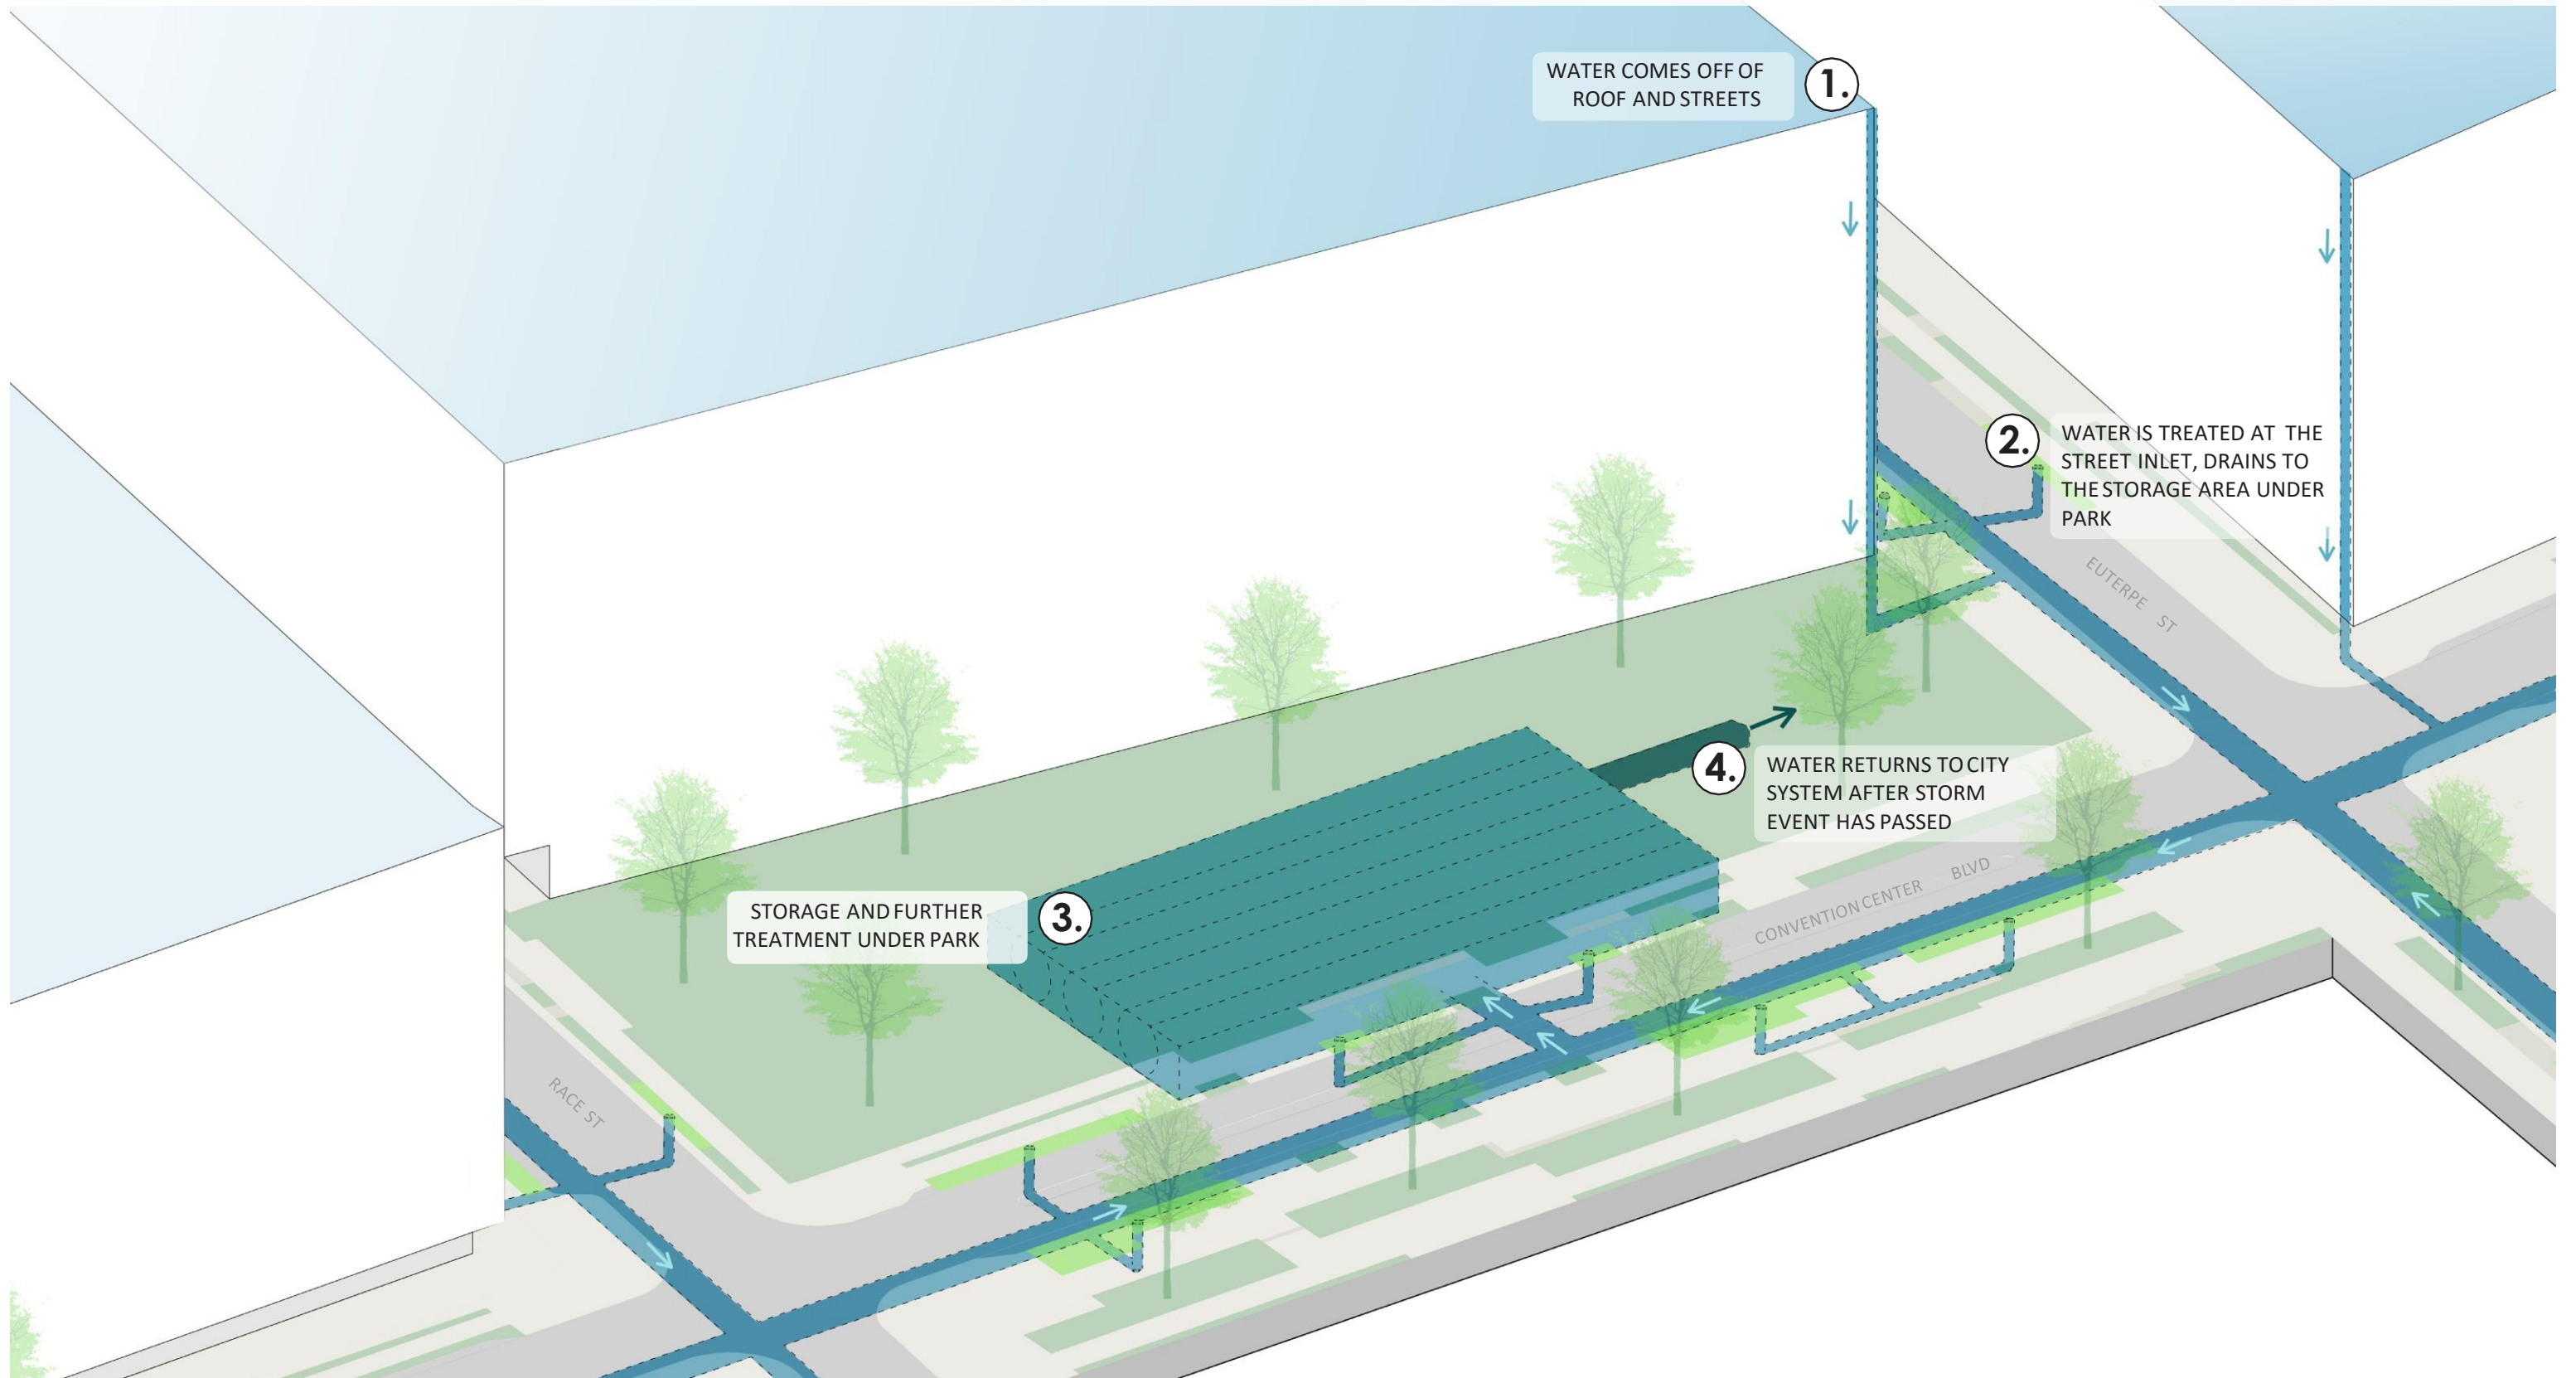 WATER COMES OFF OF
ROOF AND STREETS
1.
2.
WATER IS TREATED AT THE
STREET INLET, DRAINS TO
THE STORAGE AREA UNDER
PARK
EUTERPE ST
4.
WATER RETURNS TO CITY
SYSTEM AFTER STORM
EVENT HAS PASSED
CONVENTION CENTER BLVD
STORAGE AND FURTHER
TREATMENT UNDER PARK
3.
RACE ST